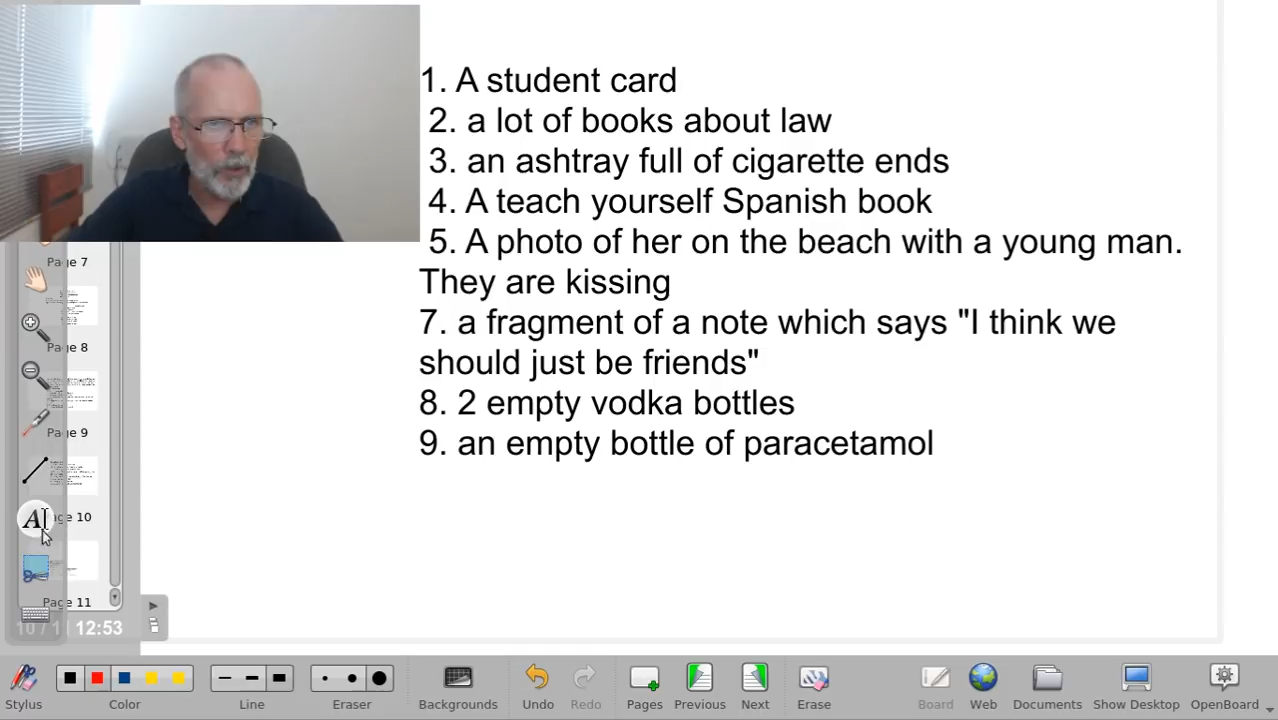 1. A student card
2. a lot of books about law
3. an ashtray full of cigarette ends
4. A teach yourself Spanish book
5. A photo of her on the beach with a young man.
They are kissing
7. a fragment of a note which says "I think we
should just be friends"
8. 2 empty vodka bottles
9. an empty bottle of paracetamol
Page 7
Page 8
Page 9
Page 10
Page 11
12:53
Stylus
Color
Line
Eraser
Backgrounds
Undo
Redo
Pages
Previous
Next
Erase
Board
Web
Documents
Show Desktop
OpenBoard